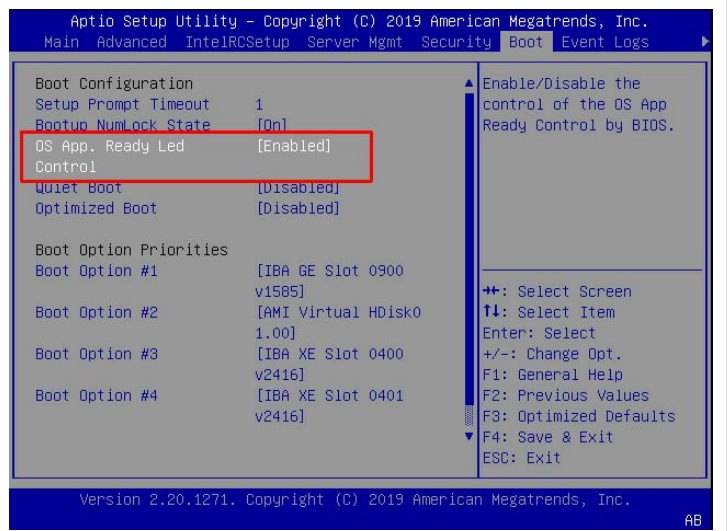 Aptio Setup Utility – Copyright (C) 2019 American Megatrends, Inc.
Main Advanced IntelRCSetup Server Mgmt Security Boot Event Logs
Boot Configuration
Setup Prompt Timeout 1
Bootup NumLock State [On]
OS App. Ready Led [Enabled]
Control
Quiet Boot [Disabled]
Optimized Boot [Disabled]
Boot Option Priorities
Boot Option #1 [IBA GE Slot 0900
v1585]
Boot Option #2 [AMI Virtual HDisk0
1.00]
Boot Option #3 [IBA XE Slot 0400
v2416]
Boot Option #4 [IBA XE Slot 0401
v2416]
Enable/Disable the
control of the OS App
Ready Control by BIOS.
→←: Select Screen
↑↓: Select Item
Enter: Select
+/-: Change Opt.
F1: General Help
F2: Previous Values
F3: Optimized Defaults
F4: Save & Exit
ESC: Exit
Version 2.20.1271. Copyright (C) 2019 American Megatrends, Inc.
AB